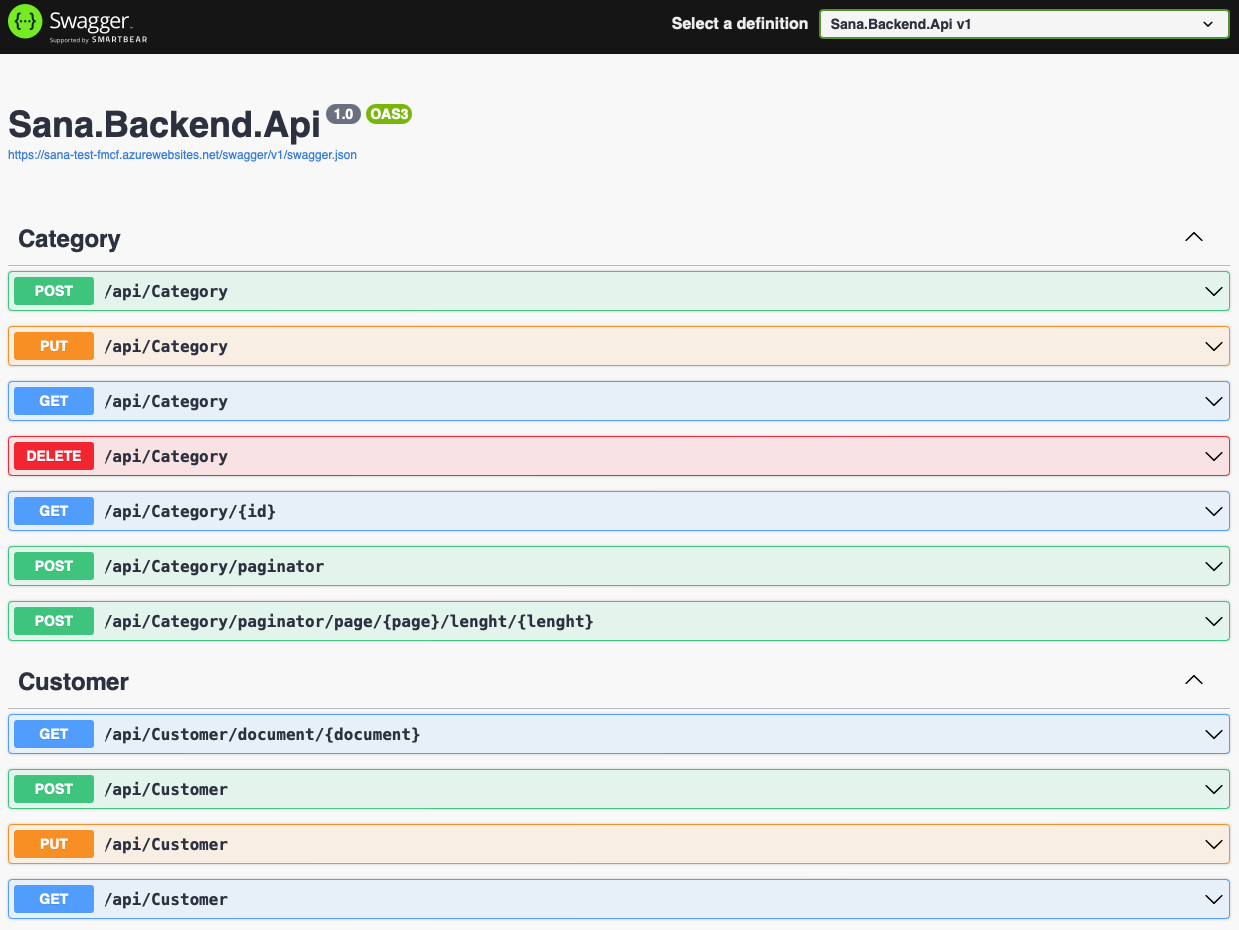 Swagger.
Supported by SMARTBEAR
Select a definition
Sana.Backend.Api v1
Sana.Backend.Api 1.0 OAS3
https://sana-test-fmcf.azurewebsites.net/swagger/v1/swagger.json
Category
POST /api/Category
PUT /api/Category
GET /api/Category
DELETE /api/Category
GET /api/Category/{id}
POST /api/Category/paginator
POST /api/Category/paginator/page/{page}/lenght/{lenght}
Customer
GET /api/Customer/document/{document}
POST /api/Customer
PUT /api/Customer
GET /api/Customer